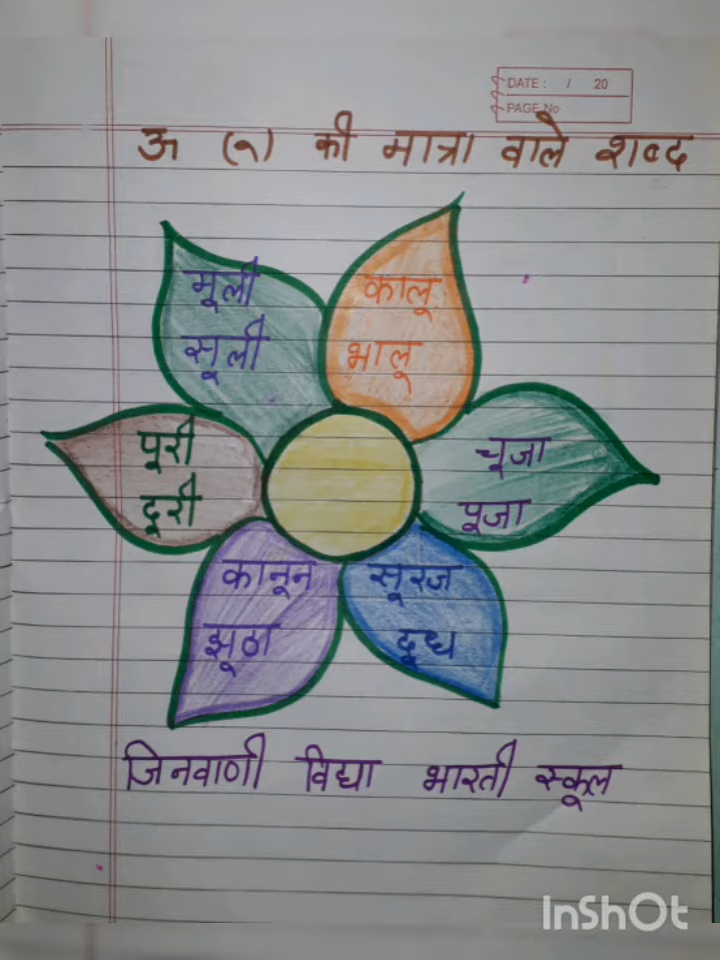 DATE : / 20
PAGE No
ऊ (ू) की मात्रा वाले शब्द
मूली
सूली
कालू
भालू
पूरी
दूरी
चूजा
पूजा
कानून
झूठा
सूरज
दूध
जिनवाणी विद्या भारती स्कूल
InShOt